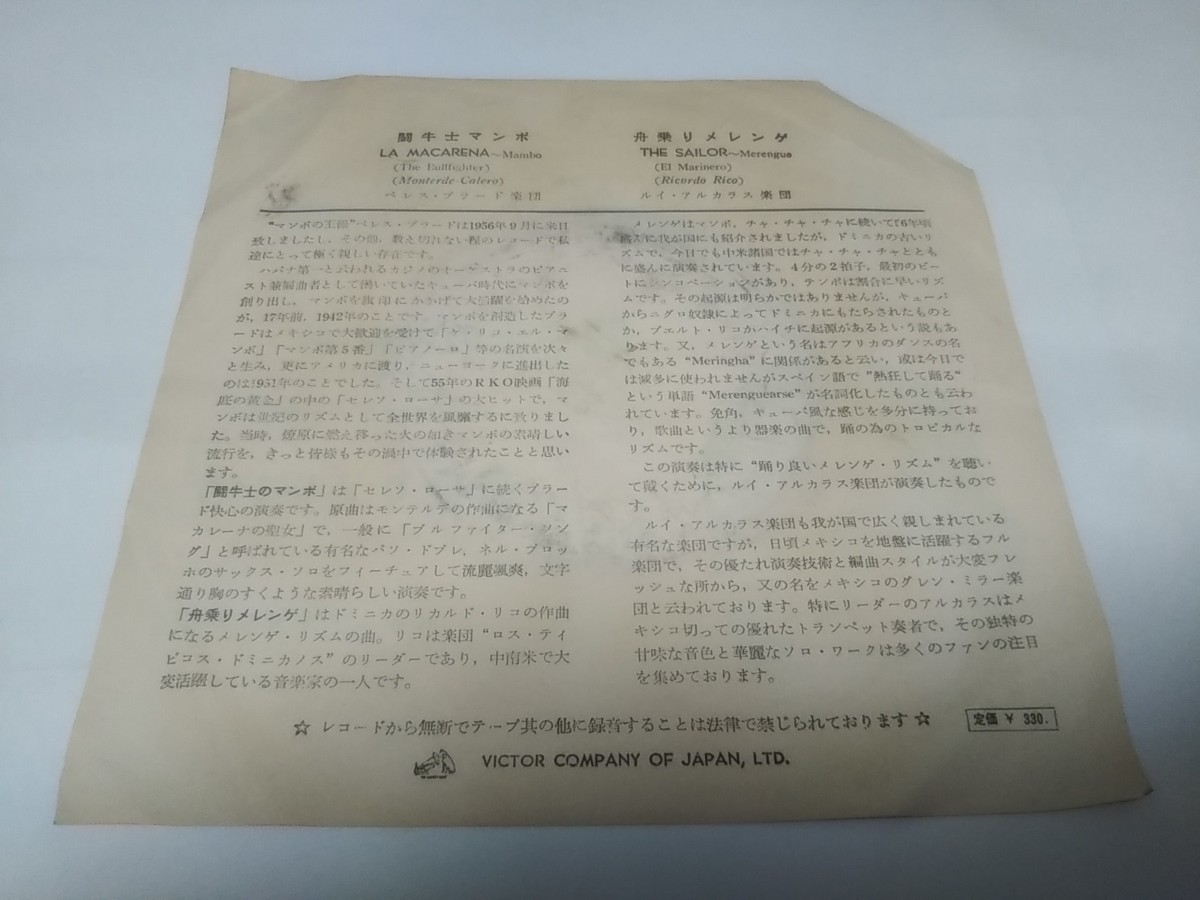 闘牛士マンボ
LA MACARENA～Mambo
(The Bullfighter)
(Monterde-Calero)
ペレス・プラード楽団
“マンボの王様”ペレス・プラードは1956年9月に来日
致しましたし、その他、数え切れない程のレコードで私
達にとって極く親しい存在です。
ハバナ第一と云われるカジノのオーケストラのピアニ
スト兼編曲者として働いていたキューバ時代にマンボを
創り出し、マンボを旗印にかかげて大活躍を始めたの
が、17年前、1942年のことです。マンボを創造したプラ
ードはメキシコで大歓迎を受けて「ケ・リコ・エル・マ
ンボ」「マンボ第5番」「ピアノーロ」等の名演を次々
と生み、更にアメリカに渡り、ニューヨークに進出した
のは1951年のことでした。そして55年のRKO映画「海
底の黄金」の中の「セレソ・ローサ」の大ヒットで、マ
ンボは世紀のリズムとして全世界を風靡するに致りまし
た。当時、燎原に燃え移った火の如きマンボの素晴しい
流行を、きっと皆様もその渦中で体験されたことと思い
ます。
「闘牛士のマンボ」は「セレソ・ローサ」に続くプラー
ド快心の演奏です。原曲はモンテルデの作曲になる「マ
カレーナの聖女」で、一般に「ブルファイター・ソン
グ」と呼ばれている有名なパソ・ドブレ、ネル・ブロッ
ホのサックス・ソロをフィーチュアして流麗颯爽、文字
通り胸のすくような素晴らしい演奏です。
「舟乗りメレンゲ」はドミニカのリカルド・リコの作曲
になるメレンゲ・リズムの曲。リコは楽団“ロス・ティ
ピコス・ドミニカノス”のリーダーであり、中南米で大
変活躍している音楽家の一人です。
舟乗りメレンゲ
THE SAILOR～Merengue
(El Marinero)
(Ricardo Rico)
ルイ・アルカラス楽団
メレンゲはマンボ、チャ・チャ・チャに続いて'56年頃
盛んに我が国にも紹介されましたが、ドミニカの古いリ
ズムで、今日でも中米諸国ではチャ・チャ・チャととも
に盛んに演奏されています。4分の2拍子、最初のビー
トにシンコペーションがあり、テンポは割合に早いリズ
ムです。その起源は明らかではありませんが、キューバ
からニグロ奴隷によってドミニカにもたらされたものと
か、プエルト・リコかハイチに起源があるという説もあ
ります。又、メレンゲという名はアフリカのダンスの名
でもある“Meringha”に関係があると云い、或は今日で
は滅多に使われませんがスペイン語で“熱狂して踊る”
という単語“Merenguearse”が名詞化したものとも云わ
れています。兎角、キューバ風な感じを多分に持ってお
り、歌曲というより器楽の曲で、踊の為のトロピカルな
リズムです。
この演奏は特に“踊り良いメレンゲ・リズム”を聴い
て戴くために、ルイ・アルカラス楽団が演奏したもので
す。
ルイ・アルカラス楽団も我が国で広く親しまれている
有名な楽団ですが、日頃メキシコを地盤に活躍するフル
楽団で、その優たれ演奏技術と編曲スタイルが大変フレ
ッシュな所から、又の名をメキシコのグレン・ミラー楽
団と云われております。特にリーダーのアルカラスはメ
キシコ切っての優れたトランペット奏者で、その独特の
甘味な音色と華麗なソロ・ワークは多くのファンの注目
を集めております。
☆ レコードから無断でテープ其の他に録音することは法律で禁じられております ☆
定価 ¥ 330.
VICTOR COMPANY OF JAPAN, LTD.